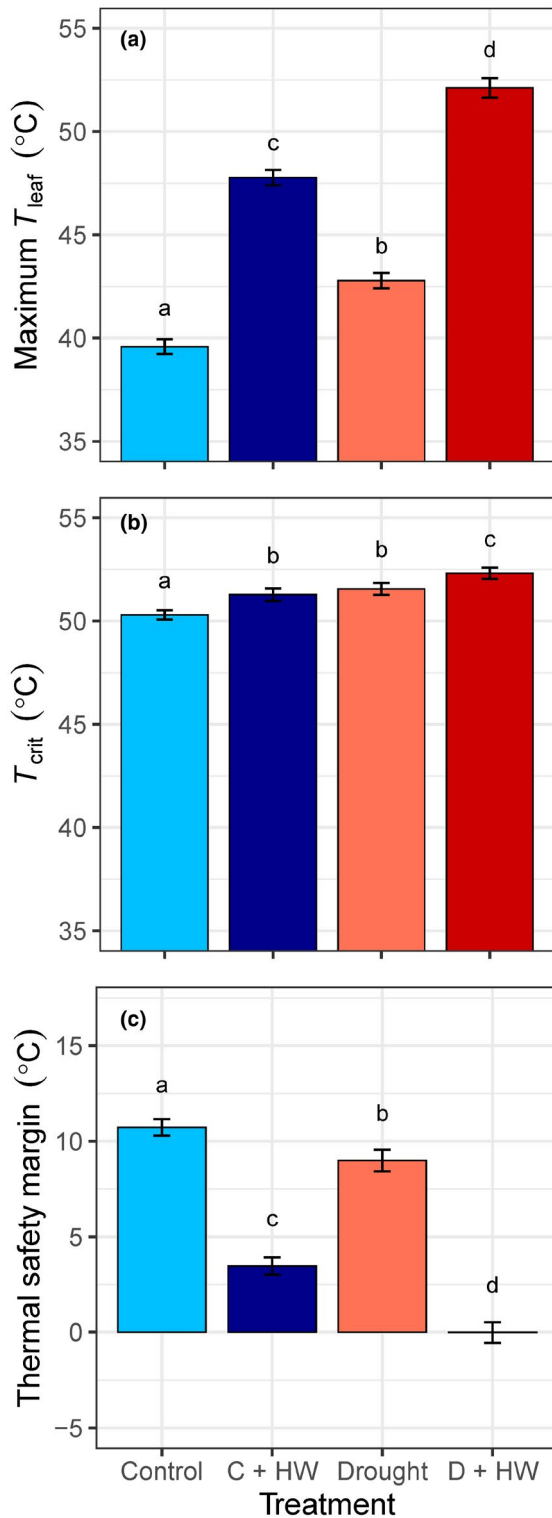 (a)
Maximum T leaf (°C)
55
50
45
40
35
a
c
b
d
(b)
T crit (°C)
55
50
45
40
35
a
b
b
c
(c)
Thermal safety margin (°C)
15
10
5
0
−5
a
c
b
d
Control C + HW Drought D + HW
Treatment